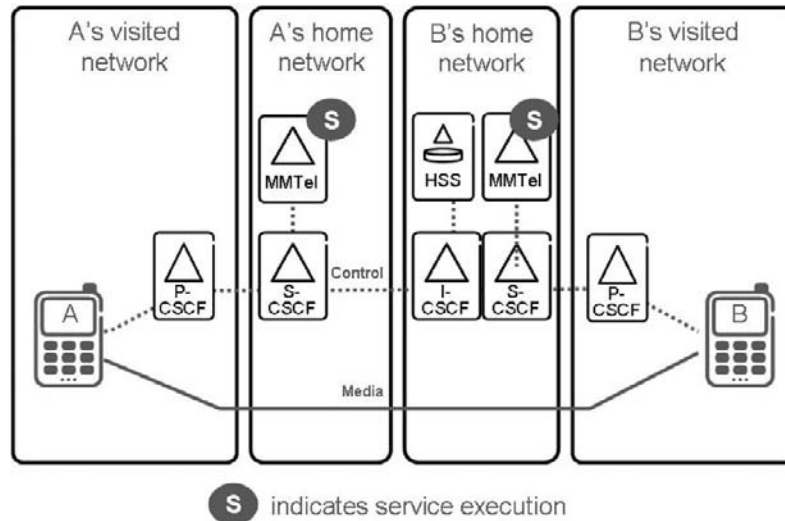 A's visited
network
A's home
network
B's home
network
B's visited
network
S
S
MMTel
HSS
MMTel
Control
P-
CSCF
S-
CSCF
I-
CSCF
S-
CSCF
P-
CSCF
A
B
Media
S indicates service execution